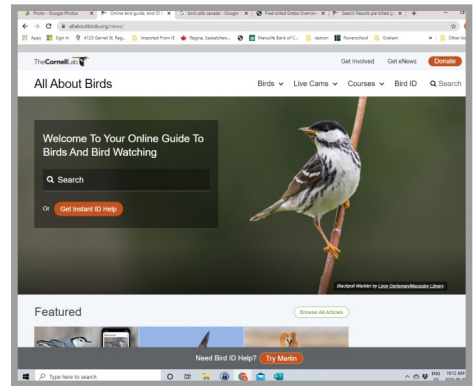 Photo - Google Photos
Online bird guide, bird ID
bird calls canada - Google
Pied-billed Grebe Overview
Search Results pie billed
allaboutbirds.org/news/
Apps
Sign In
4125 Garnet St, Reg...
Imported From IE
Regina, Saskatchew...
Manulife Bank of C...
damon
Powerschool
Graham
Other bo
TheCornellLab
Get Involved
Get eNews
Donate
All About Birds
Birds
Live Cams
Courses
Bird ID
Search
Welcome To Your Online Guide To
Birds And Bird Watching
Search
Or
Get Instant ID Help
Blackpoll Warbler by Liron Gertsman/Macaulay Library
Featured
Browse All Articles
Need Bird ID Help?
Try Merlin
Type here to search
ENG
10:12 AM